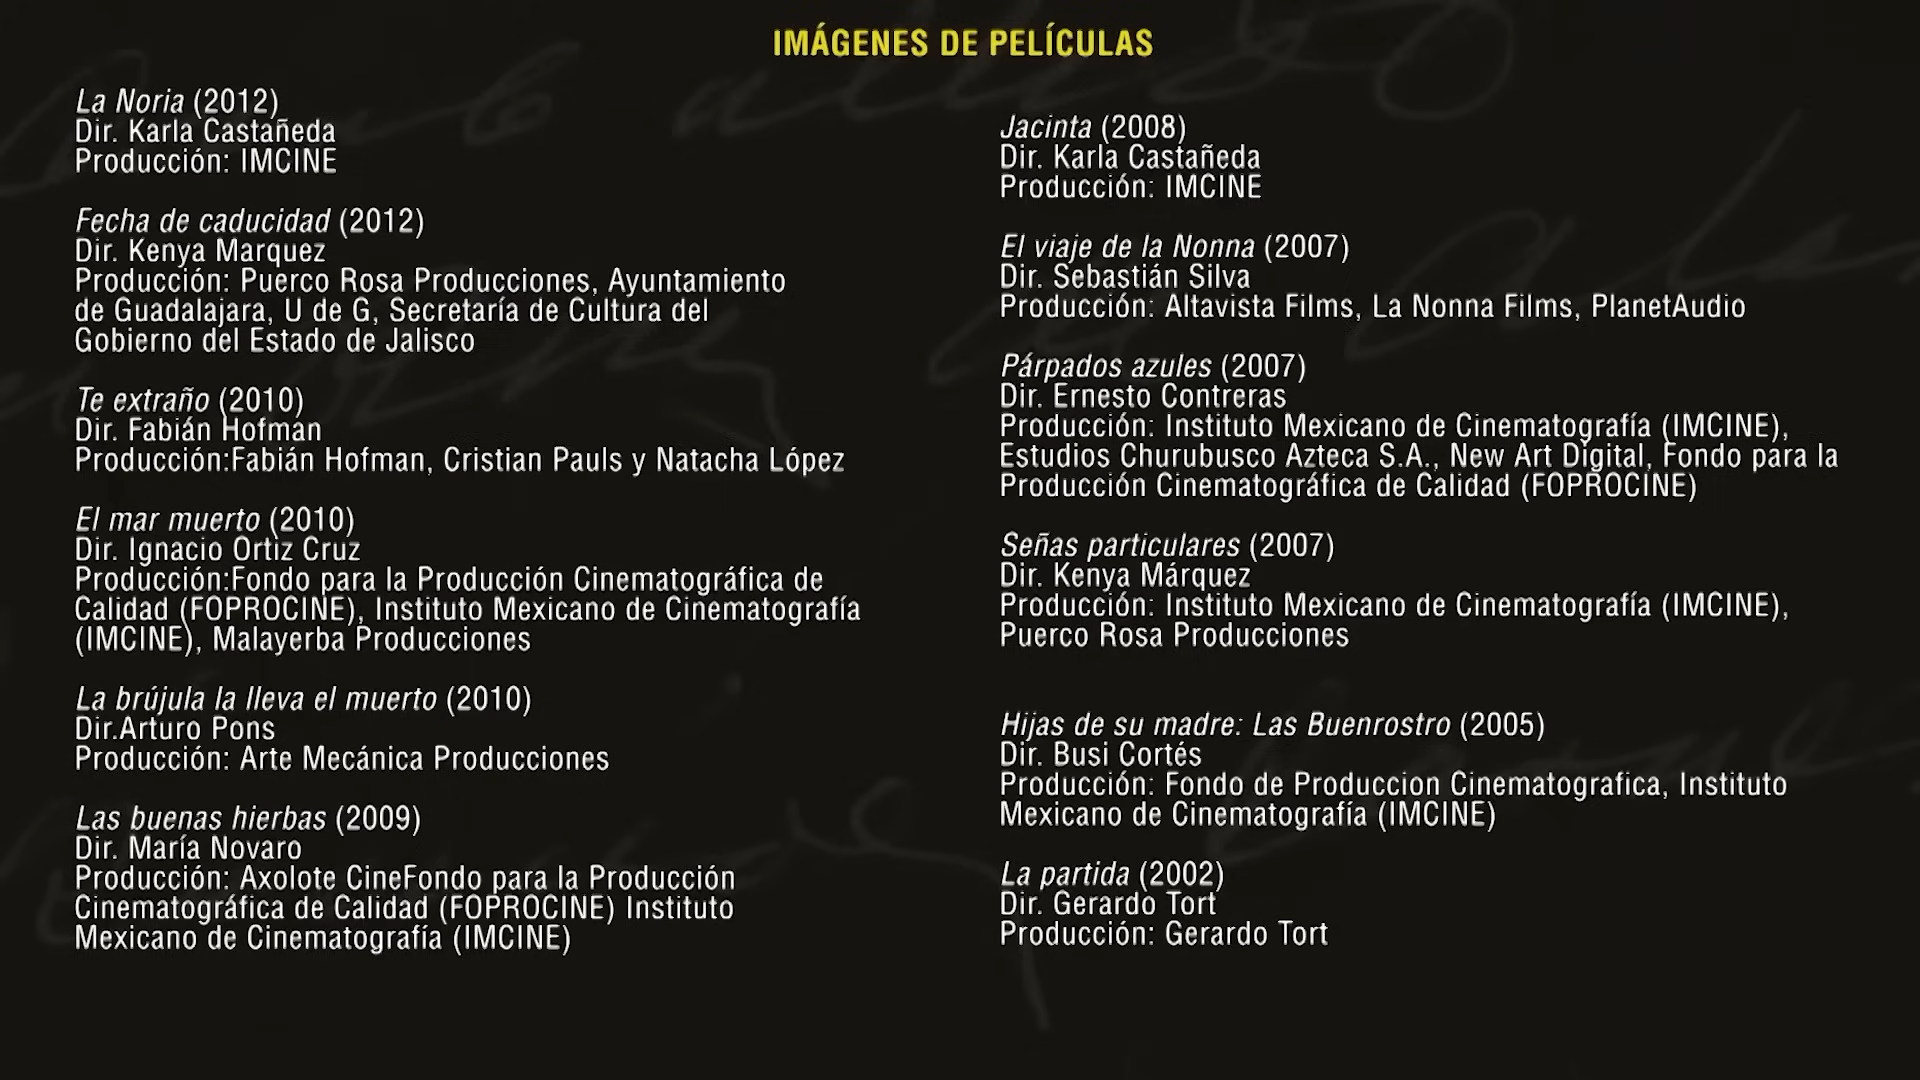 IMÁGENES DE PELÍCULAS
La Noria (2012)
Dir. Karla Castañeda
Producción: IMCINE
Fecha de caducidad (2012)
Dir. Kenya Marquez
Producción: Puerco Rosa Producciones, Ayuntamiento
de Guadalajara, U de G, Secretaría de Cultura del
Gobierno del Estado de Jalisco
Te extraño (2010)
Dir. Fabián Hofman
Producción:Fabián Hofman, Cristian Pauls y Natacha López
El mar muerto (2010)
Dir. Ignacio Ortiz Cruz
Producción:Fondo para la Producción Cinematográfica de
Calidad (FOPROCINE), Instituto Mexicano de Cinematografía
(IMCINE), Malayerba Producciones
La brújula la lleva el muerto (2010)
Dir.Arturo Pons
Producción: Arte Mecánica Producciones
Las buenas hierbas (2009)
Dir. María Novaro
Producción: Axolote CineFondo para la Producción
Cinematográfica de Calidad (FOPROCINE) Instituto
Mexicano de Cinematografía (IMCINE)
Jacinta (2008)
Dir. Karla Castañeda
Producción: IMCINE
El viaje de la Nonna (2007)
Dir. Sebastián Silva
Producción: Altavista Films, La Nonna Films, PlanetAudio
Párpados azules (2007)
Dir. Ernesto Contreras
Producción: Instituto Mexicano de Cinematografía (IMCINE),
Estudios Churubusco Azteca S.A., New Art Digital, Fondo para la
Producción Cinematográfica de Calidad (FOPROCINE)
Señas particulares (2007)
Dir. Kenya Márquez
Producción: Instituto Mexicano de Cinematografía (IMCINE),
Puerco Rosa Producciones
Hijas de su madre: Las Buenrostro (2005)
Dir. Busi Cortés
Producción: Fondo de Produccion Cinematografica, Instituto
Mexicano de Cinematografía (IMCINE)
La partida (2002)
Dir. Gerardo Tort
Producción: Gerardo Tort